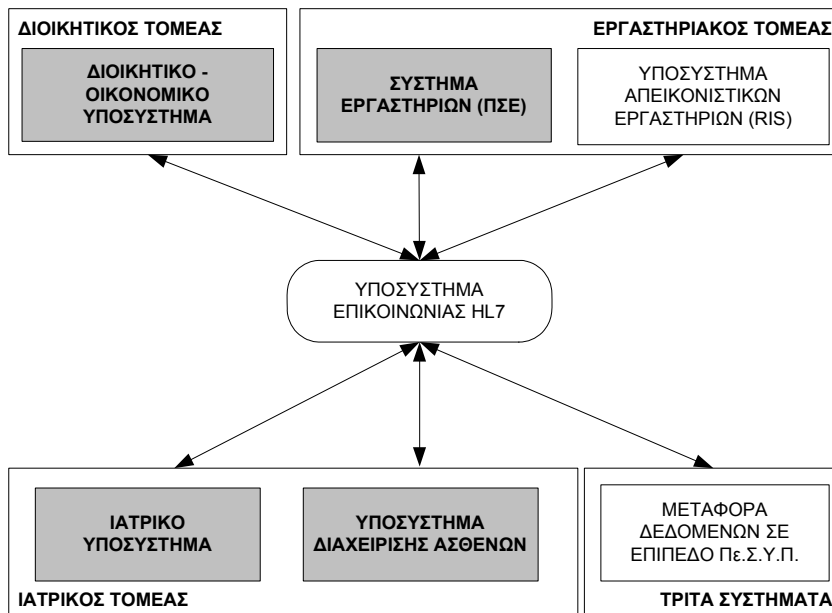 ΔΙΟΙΚΗΤΙΚΟΣ ΤΟΜΕΑΣ
ΔΙΟΙΚΗΤΙΚΟ -
ΟΙΚΟΝΟΜΙΚΟ
ΥΠΟΣΥΣΤΗΜΑ
ΕΡΓΑΣΤΗΡΙΑΚΟΣ ΤΟΜΕΑΣ
ΣΥΣΤΗΜΑ
ΕΡΓΑΣΤΗΡΙΩΝ (ΠΣΕ)
ΥΠΟΣΥΣΤΗΜΑ
ΑΠΕΙΚΟΝΙΣΤΙΚΩΝ
ΕΡΓΑΣΤΗΡΙΩΝ (RIS)
ΥΠΟΣΥΣΤΗΜΑ
ΕΠΙΚΟΙΝΩΝΙΑΣ HL7
ΙΑΤΡΙΚΟ
ΥΠΟΣΥΣΤΗΜΑ
ΥΠΟΣΥΣΤΗΜΑ
ΔΙΑΧΕΙΡΙΣΗΣ ΑΣΘΕΝΩΝ
ΙΑΤΡΙΚΟΣ ΤΟΜΕΑΣ
ΜΕΤΑΦΟΡΑ
ΔΕΔΟΜΕΝΩΝ ΣΕ
ΕΠΙΠΕΔΟ Πε.Σ.Υ.Π.
ΤΡΙΤΑ ΣΥΣΤΗΜΑΤΑ